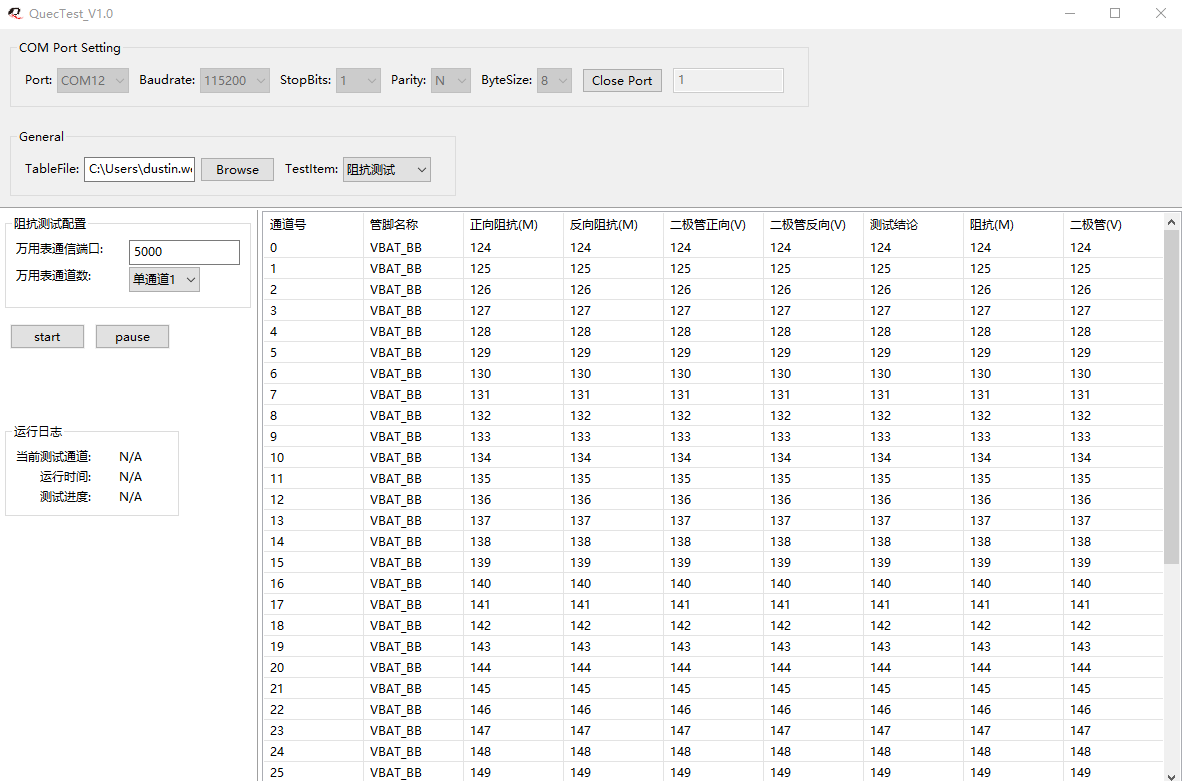 QuecTest_V1.0
COM Port Setting
Port: COM12 Baudrate: 115200 StopBits: 1 Parity: N ByteSize: 8 Close Port 1
General
TableFile: C:\Users\dustin.w Browse TestItem: 阻抗测试
阻抗测试配置
万用表通信端口: 5000
万用表通道数: 单通道1
start pause
运行日志
当前测试通道: N/A
运行时间: N/A
测试进度: N/A
通道号 管脚名称 正向阻抗(M) 反向阻抗(M) 二极管正向(V) 二极管反向(V) 测试结论 阻抗(M) 二极管(V)
0 VBAT_BB 124 124 124 124 124 124 124
1 VBAT_BB 125 125 125 125 125 125 125
2 VBAT_BB 126 126 126 126 126 126 126
3 VBAT_BB 127 127 127 127 127 127 127
4 VBAT_BB 128 128 128 128 128 128 128
5 VBAT_BB 129 129 129 129 129 129 129
6 VBAT_BB 130 130 130 130 130 130 130
7 VBAT_BB 131 131 131 131 131 131 131
8 VBAT_BB 132 132 132 132 132 132 132
9 VBAT_BB 133 133 133 133 133 133 133
10 VBAT_BB 134 134 134 134 134 134 134
11 VBAT_BB 135 135 135 135 135 135 135
12 VBAT_BB 136 136 136 136 136 136 136
13 VBAT_BB 137 137 137 137 137 137 137
14 VBAT_BB 138 138 138 138 138 138 138
15 VBAT_BB 139 139 139 139 139 139 139
16 VBAT_BB 140 140 140 140 140 140 140
17 VBAT_BB 141 141 141 141 141 141 141
18 VBAT_BB 142 142 142 142 142 142 142
19 VBAT_BB 143 143 143 143 143 143 143
20 VBAT_BB 144 144 144 144 144 144 144
21 VBAT_BB 145 145 145 145 145 145 145
22 VBAT_BB 146 146 146 146 146 146 146
23 VBAT_BB 147 147 147 147 147 147 147
24 VBAT_BB 148 148 148 148 148 148 148
25 VBAT_BB 149 149 149 149 149 149 149